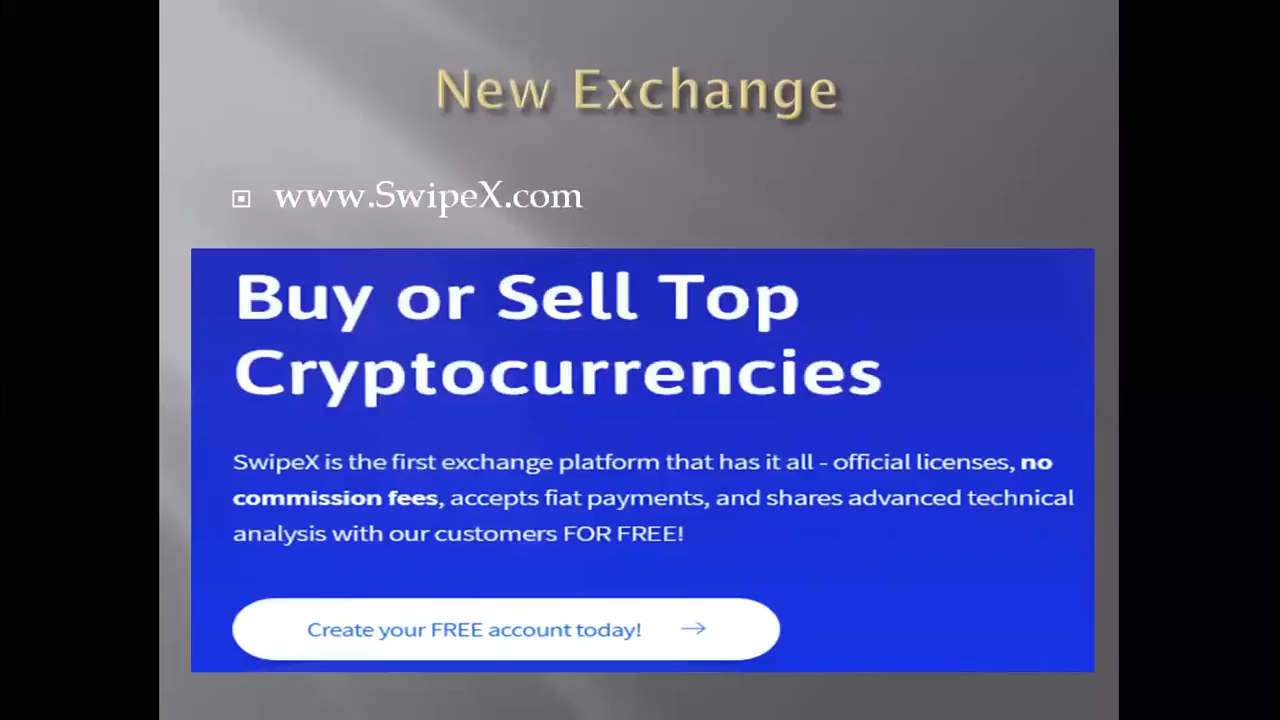 New Exchange
www.SwipeX.com
Buy or Sell Top
Cryptocurrencies
SwipeX is the first exchange platform that has it all - official licenses, no
commission fees, accepts fiat payments, and shares advanced technical
analysis with our customers FOR FREE!
Create your FREE account today! →